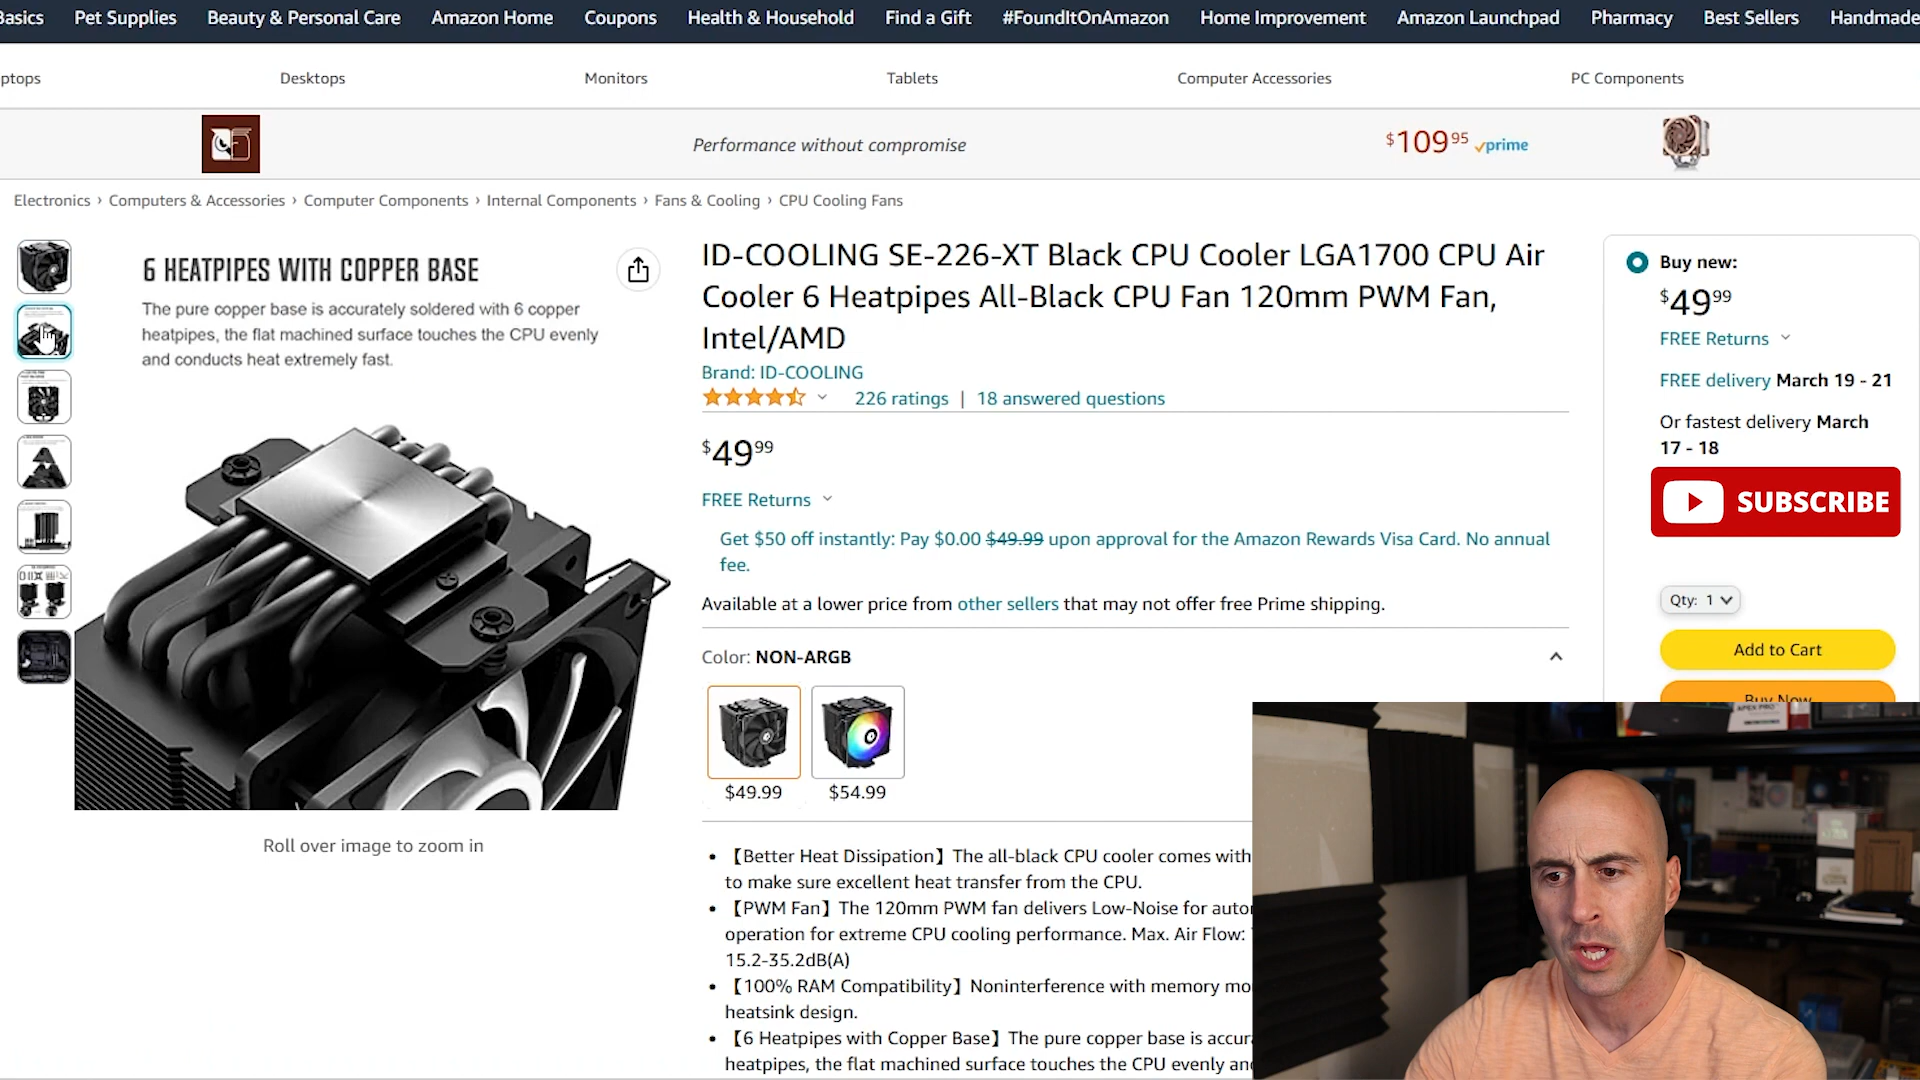 Basics Pet Supplies Beauty & Personal Care Amazon Home Coupons Health & Household Find a Gift #FoundItOnAmazon Home Improvement Amazon Launchpad Pharmacy Best Sellers Handmade
ptops Desktops Monitors Tablets Computer Accessories PC Components
Performance without compromise $109 95 prime
Electronics › Computers & Accessories › Computer Components › Internal Components › Fans & Cooling › CPU Cooling Fans
6 HEATPIPES WITH COPPER BASE
The pure copper base is accurately soldered with 6 copper
heatpipes, the flat machined surface touches the CPU evenly
and conducts heat extremely fast.
Roll over image to zoom in
ID-COOLING SE-226-XT Black CPU Cooler LGA1700 CPU Air
Cooler 6 Heatpipes All-Black CPU Fan 120mm PWM Fan,
Intel/AMD
Brand: ID-COOLING
226 ratings | 18 answered questions
$49 99
FREE Returns
Get $50 off instantly: Pay $0.00 $49.99 upon approval for the Amazon Rewards Visa Card. No annual
fee.
Available at a lower price from other sellers that may not offer free Prime shipping.
Color: NON-ARGB
$49.99 $54.99
• 【Better Heat Dissipation】The all-black CPU cooler comes with
to make sure excellent heat transfer from the CPU.
• 【PWM Fan】The 120mm PWM fan delivers Low-Noise for auto
operation for extreme CPU cooling performance. Max. Air Flow:
15.2-35.2dB(A)
• 【100% RAM Compatibility】Noninterference with memory mo
heatsink design.
• 【6 Heatpipes with Copper Base】The pure copper base is accur
heatpipes, the flat machined surface touches the CPU evenly an
Buy new:
$49 99
FREE Returns
FREE delivery March 19 - 21
Or fastest delivery March
17 - 18
SUBSCRIBE
Qty: 1
Add to Cart
Buy Now
APEX PRO